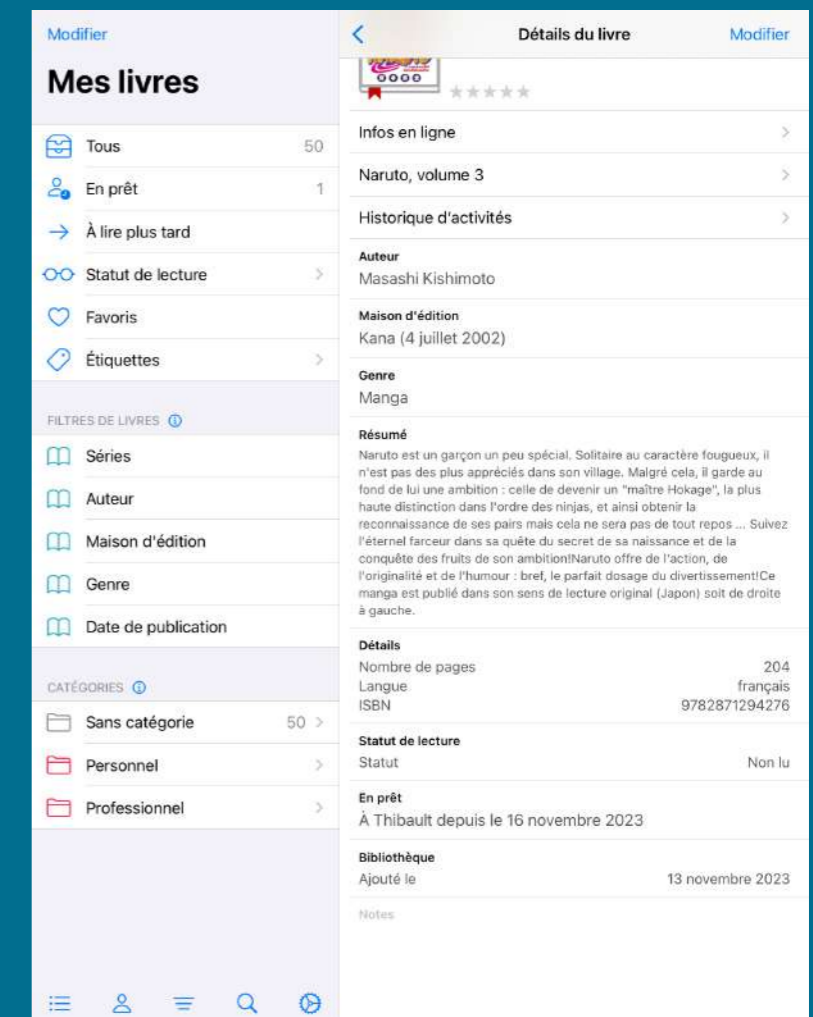 Modifier
Mes livres
Tous 50
En prêt 1
À lire plus tard
Statut de lecture
Favoris
Étiquettes
FILTRES DE LIVRES
Séries
Auteur
Maison d'édition
Genre
Date de publication
CATÉGORIES
Sans catégorie 50
Personnel
Professionnel
Détails du livre Modifier
Infos en ligne
Naruto, volume 3
Historique d'activités
Auteur
Masashi Kishimoto
Maison d'édition
Kana (4 juillet 2002)
Genre
Manga
Résumé
Naruto est un garçon un peu spécial. Solitaire au caractère fougueux, il
n'est pas des plus appréciés dans son village. Malgré cela, il garde au
fond de lui une ambition : celle de devenir un "maître Hokage", la plus
haute distinction dans l'ordre des ninjas, et ainsi obtenir la
reconnaissance de ses pairs mais cela ne sera pas de tout repos ... Suivez
l'éternel farceur dans sa quête du secret de sa naissance et de la
conquête des fruits de son ambition!Naruto offre de l'action, de
l'originalité et de l'humour : bref, le parfait dosage du divertissement!Ce
manga est publié dans son sens de lecture original (Japon) soit de droite
à gauche.
Détails
Nombre de pages 204
Langue français
ISBN 9782871294276
Statut de lecture
Statut Non lu
En prêt
À Thibault depuis le 16 novembre 2023
Bibliothèque
Ajouté le 13 novembre 2023
Notes